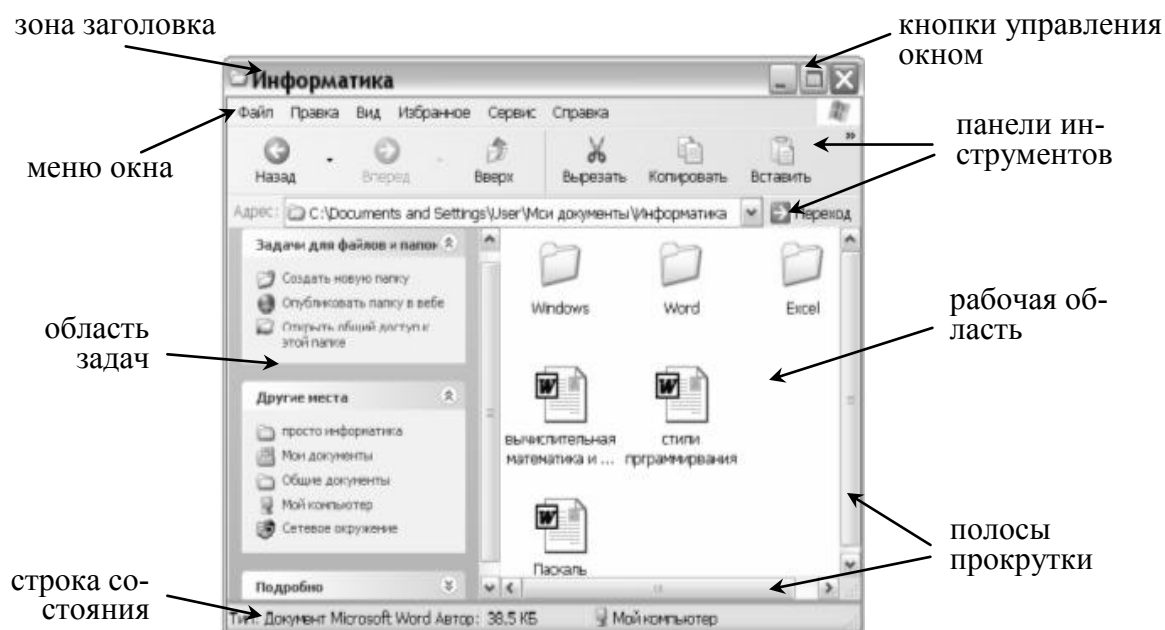 зона заголовка
кнопки управления
окном
Информатика
Файл Правка Вид Избранное Сервис Справка
меню окна
панели ин-
струментов
Назад Вперед Вверх Вырезать Копировать Вставить »
Адрес: C:\Documents and Settings\User\Мои документы\Информатика Переход
Задачи для файлов и папок
Создать новую папку
Опубликовать папку в вебе
Открыть общий доступ к
этой папке
Windows Word Excel
область
задач
рабочая об-
ласть
Другие места
просто информатика
Мои документы
Общие документы
Мой компьютер
Сетевое окружение
вычислительная
математика и ...
стили
прграммирвания
Паскаль
полосы
прокрутки
Подробно
строка со-
стояния
Тип: Документ Microsoft Word Автор: 38,5 КБ Мой компьютер